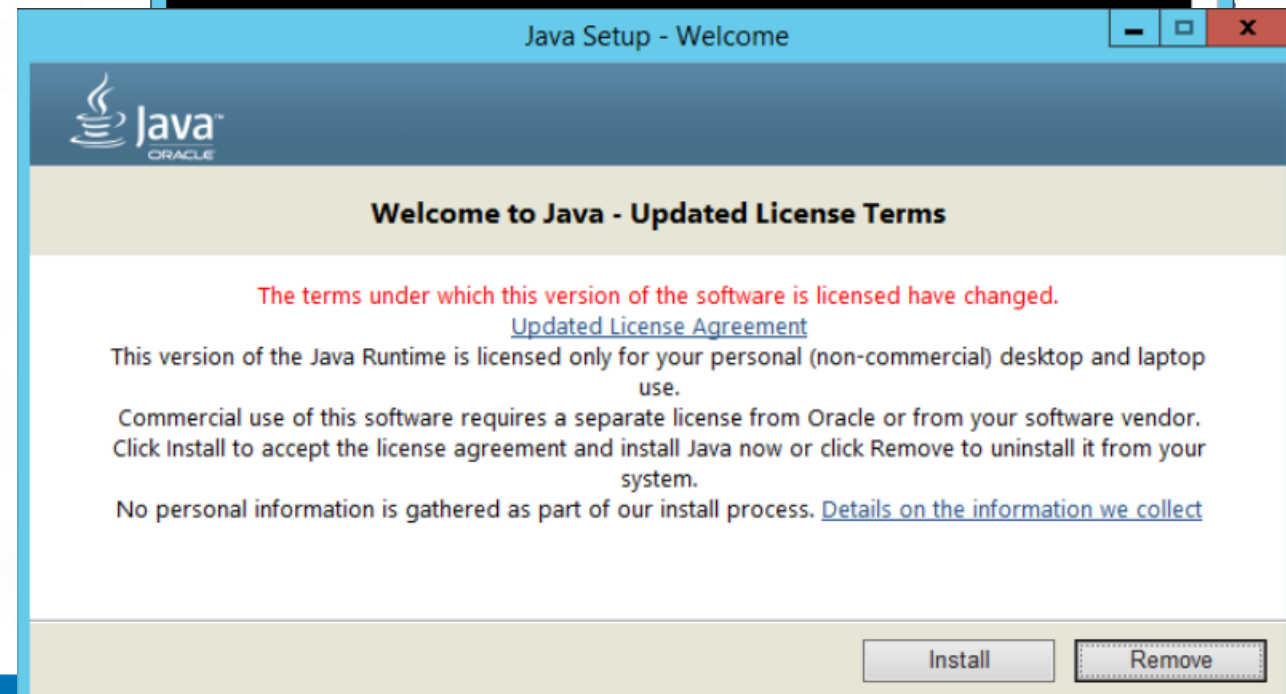 Java Setup - Welcome
x
Java™
ORACLE
Welcome to Java - Updated License Terms
The terms under which this version of the software is licensed have changed.
Updated License Agreement
This version of the Java Runtime is licensed only for your personal (non-commercial) desktop and laptop
use.
Commercial use of this software requires a separate license from Oracle or from your software vendor.
Click Install to accept the license agreement and install Java now or click Remove to uninstall it from your
system.
No personal information is gathered as part of our install process. Details on the information we collect
Install
Remove